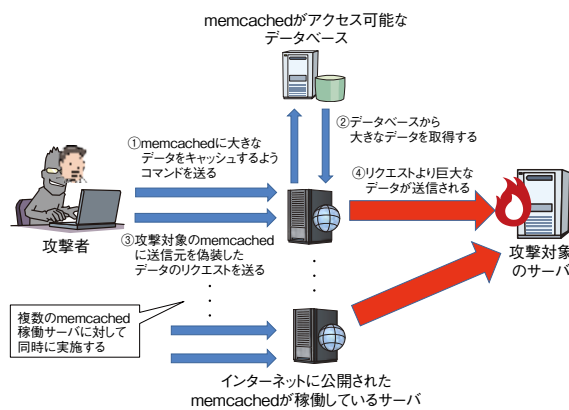 memcachedがアクセス可能な
データベース
①memcachedに大きな
データをキャッシュするよう
コマンドを送る
②データベースから
大きなデータを取得する
④リクエストより巨大な
データが送信される
攻撃者
③攻撃対象のmemcached
に送信元を偽装した
データのリクエストを送る
攻撃対象
のサーバ
複数のmemcached
稼働サーバに対して
同時に実施する
インターネットに公開された
memcachedが稼働しているサーバ